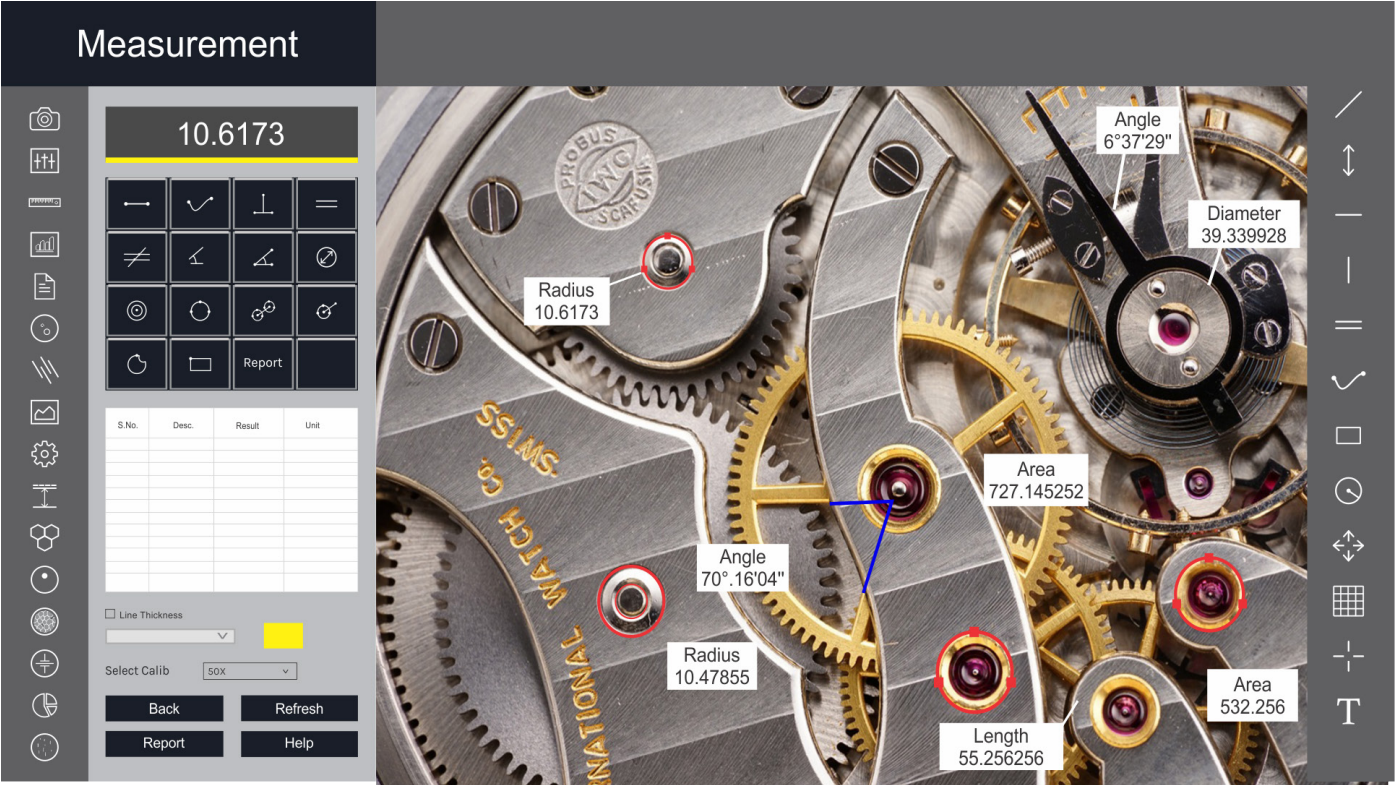 Measurement
10.6173
Report
S.No. Desc. Result Unit
Line Thickness
Select Calib 50X
Back Refresh
Report Help
PROBUS
IWC
SCAFUSIA
Angle
6°37'29"
Diameter
39.339928
Radius
10.6173
SWISS.
CO.
WATCH
NATIONAL
Area
727.145252
Angle
70°.16'04"
Radius
10.47855
Area
532.256
Length
55.256256
T